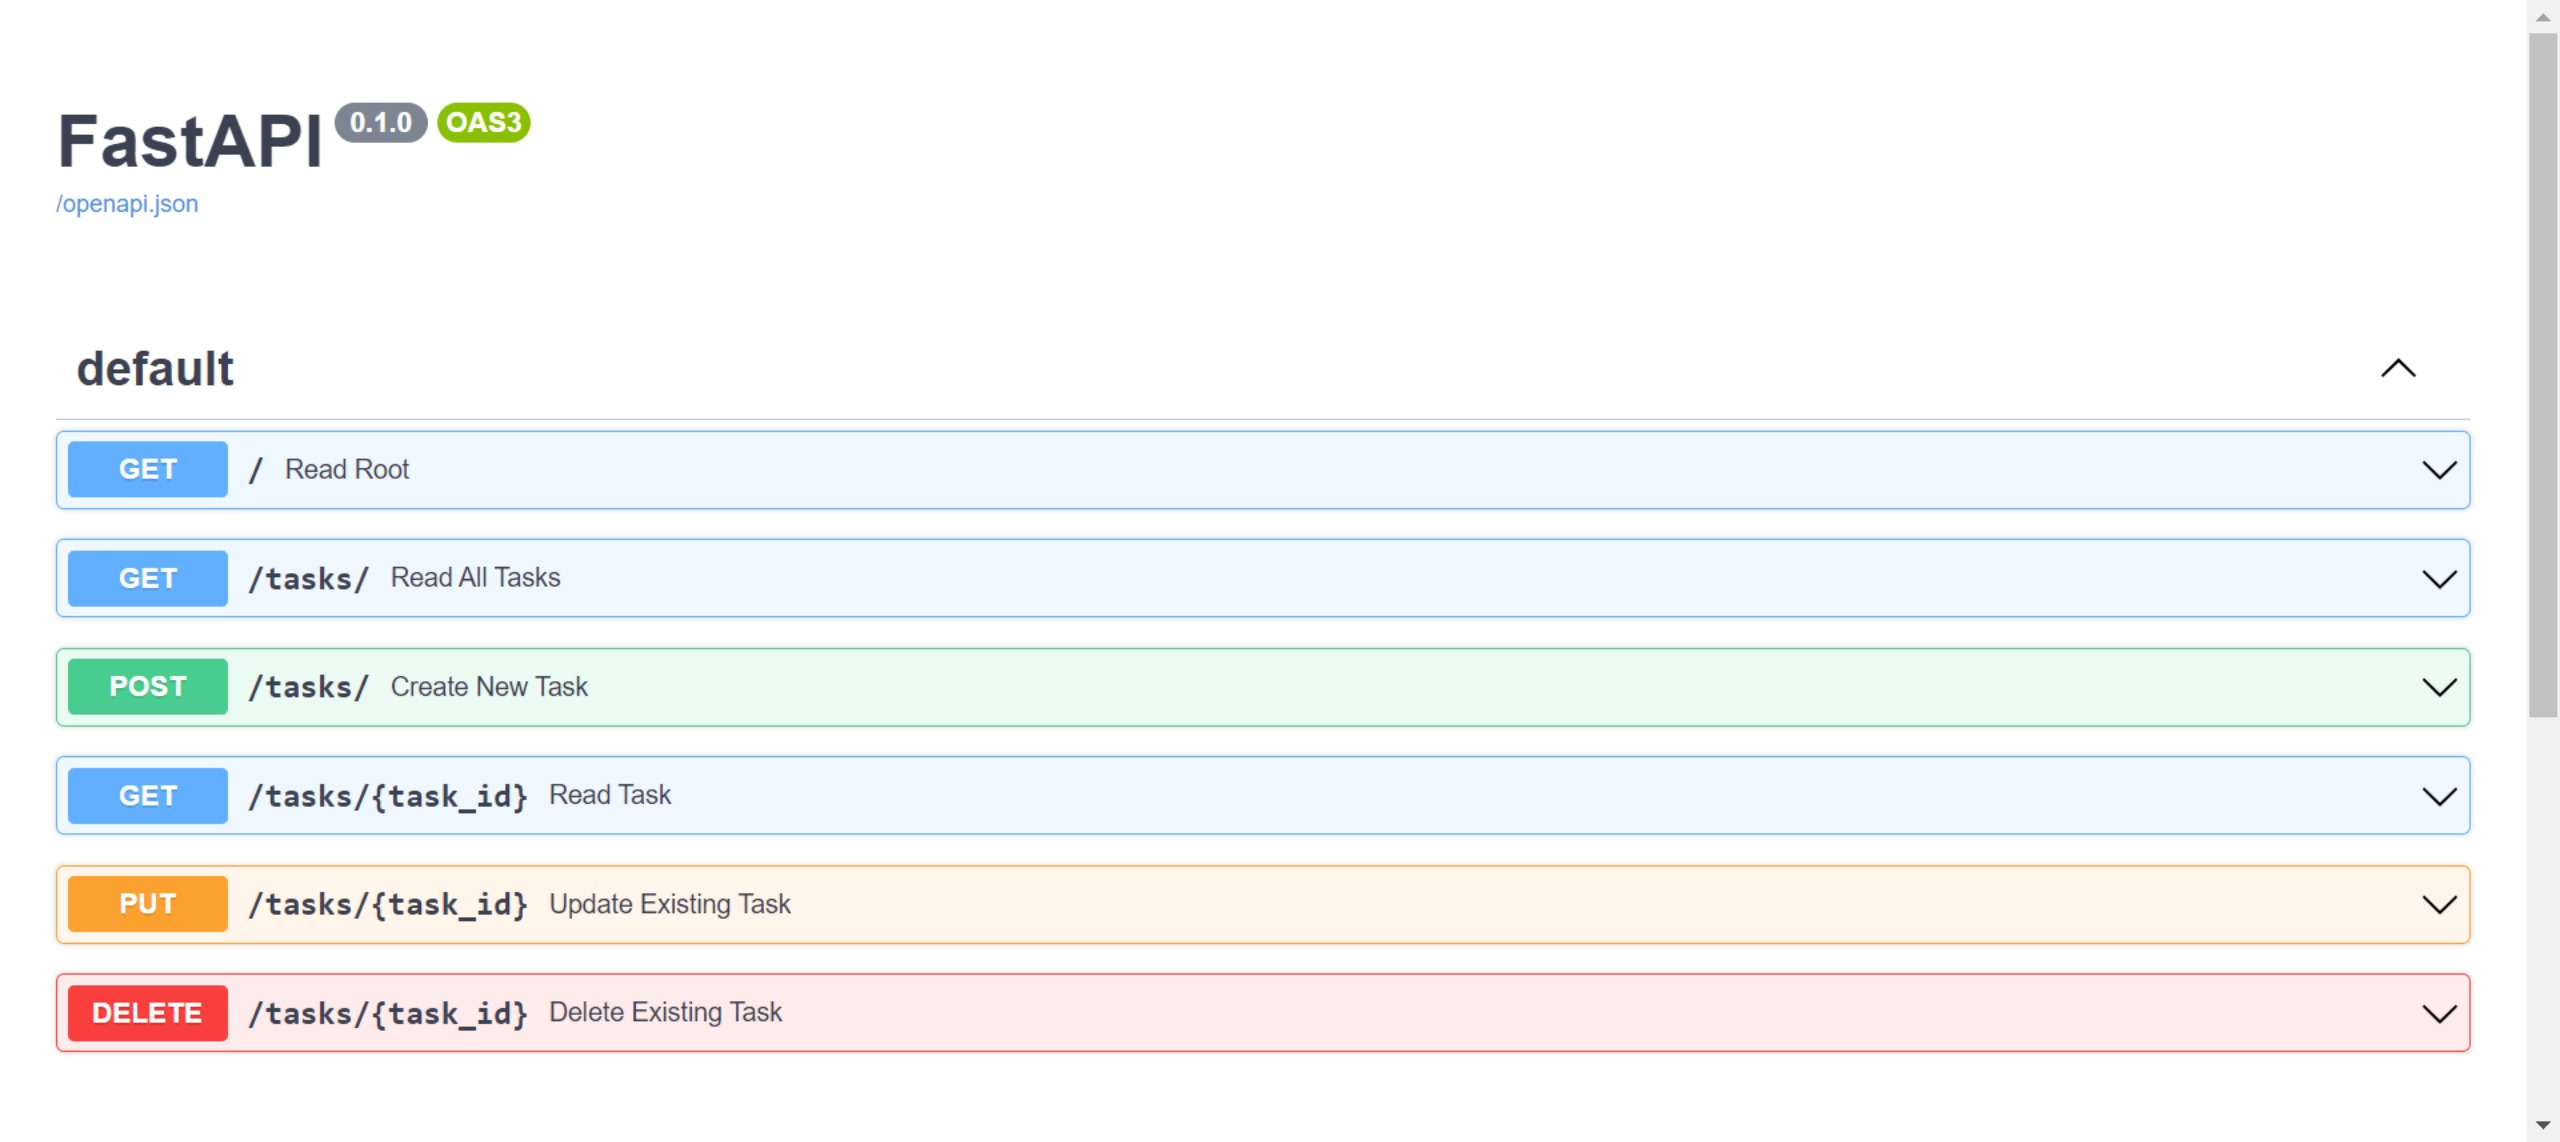 FastAPI 0.1.0 OAS3
/openapi.json
default
GET / Read Root
GET /tasks/ Read All Tasks
POST /tasks/ Create New Task
GET /tasks/{task_id} Read Task
PUT /tasks/{task_id} Update Existing Task
DELETE /tasks/{task_id} Delete Existing Task